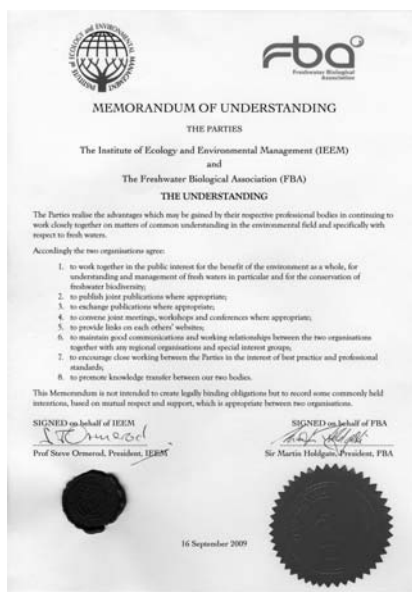 INSTITUTE of ECOLOGY and ENVIRONMENTAL MANAGEMENT
fba
Freshwater Biological
Association
MEMORANDUM OF UNDERSTANDING
THE PARTIES
The Institute of Ecology and Environmental Management (IEEM)
and
The Freshwater Biological Association (FBA)
THE UNDERSTANDING
The Parties realise the advantages which may be gained by their respective professional bodies in continuing to
work closely together on matters of common understanding in the environmental field and specifically with
respect to fresh waters.
Accordingly the two organisations agree:
1. to work together in the public interest for the benefit of the environment as a whole, for
understanding and management of fresh waters in particular and for the conservation of
freshwater biodiversity;
2. to publish joint publications where appropriate;
3. to exchange publications where appropriate;
4. to convene joint meetings, workshops and conferences where appropriate;
5. to provide links on each others' websites;
6. to maintain good communications and working relationships between the two organisations
together with any regional organisations and special interest groups;
7. to encourage close working between the Parties in the interest of best practice and professional
standards;
8. to promote knowledge transfer between our two bodies.
This Memorandum is not intended to create legally binding obligations but to record some commonly held
intentions, based on mutual respect and support, which is appropriate between two organisations.
SIGNED on behalf of IEEM
SIGNED on behalf of FBA
Prof Steve Ormerod, President, IEEM
Sir Martin Holdgate, President, FBA
16 September 2009